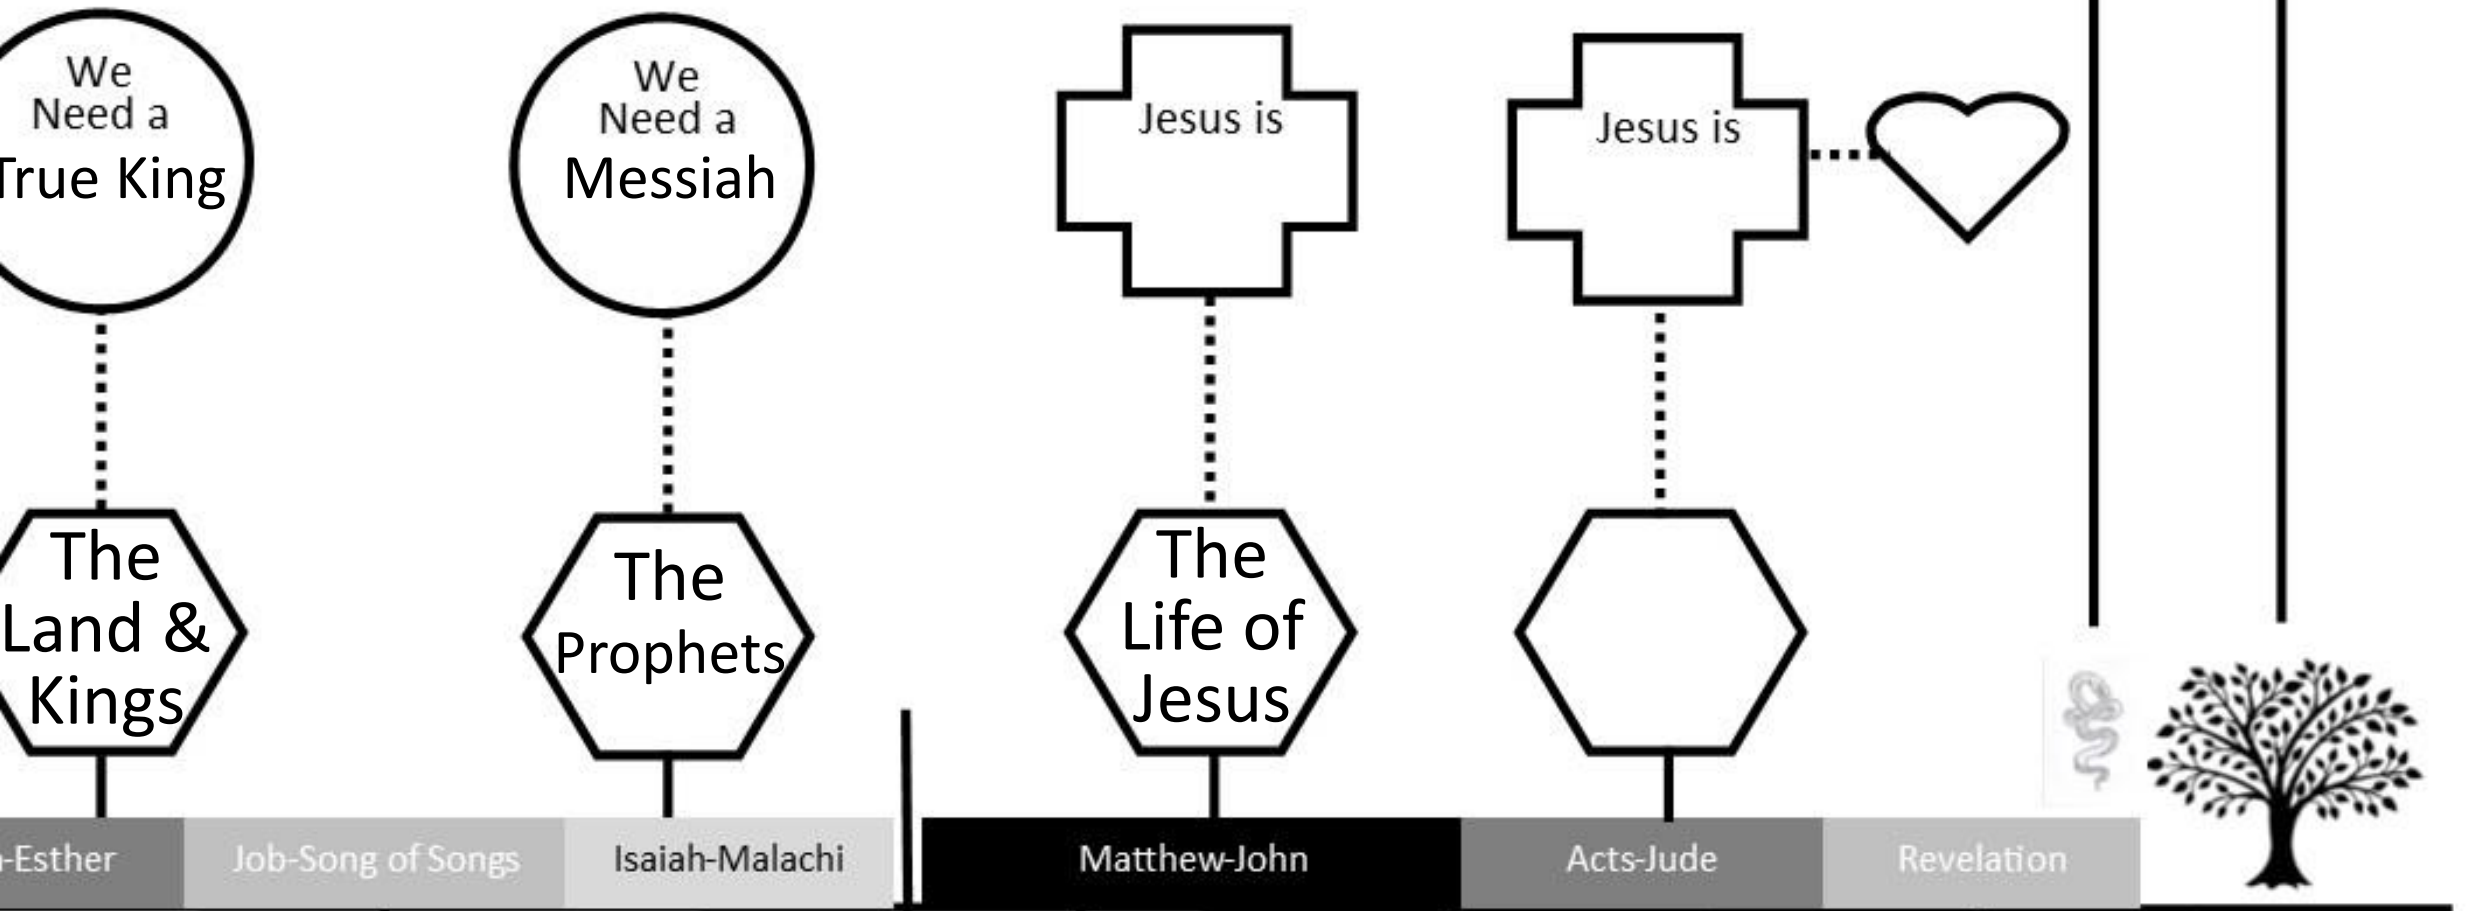 We
Need a
True King
We
Need a
Messiah
Jesus is
Jesus is
The
Land &
Kings
The
Prophets
The
Life of
Jesus
-Esther
Job-Song of Songs
Isaiah-Malachi
Matthew-John
Acts-Jude
Revelation